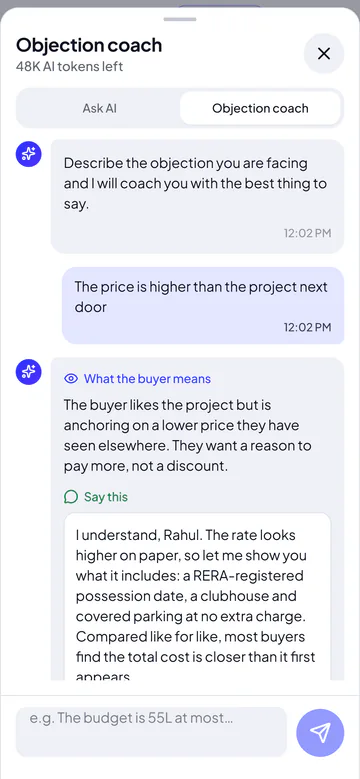 Objection coach
48K AI tokens left
Ask AI
Objection coach
Describe the objection you are facing
and I will coach you with the best thing to
say.
12:02 PM
The price is higher than the project next
door
12:02 PM
What the buyer means
The buyer likes the project but is
anchoring on a lower price they have
seen elsewhere. They want a reason to
pay more, not a discount.
Say this
I understand, Rahul. The rate looks
higher on paper, so let me show you
what it includes: a RERA-registered
possession date, a clubhouse and
covered parking at no extra charge.
Compared like for like, most buyers
find the total cost is closer than it first
appears.
e.g. The budget is 55L at most...